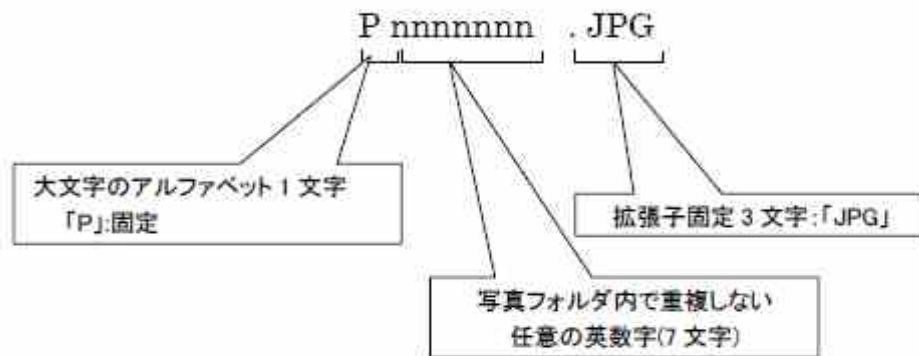 P nnnnnnn . JPG
大文字のアルファベット 1 文字
「P」:固定
拡張子固定 3 文字:「JPG」
写真フォルダ内で重複しない
任意の英数字(7 文字)